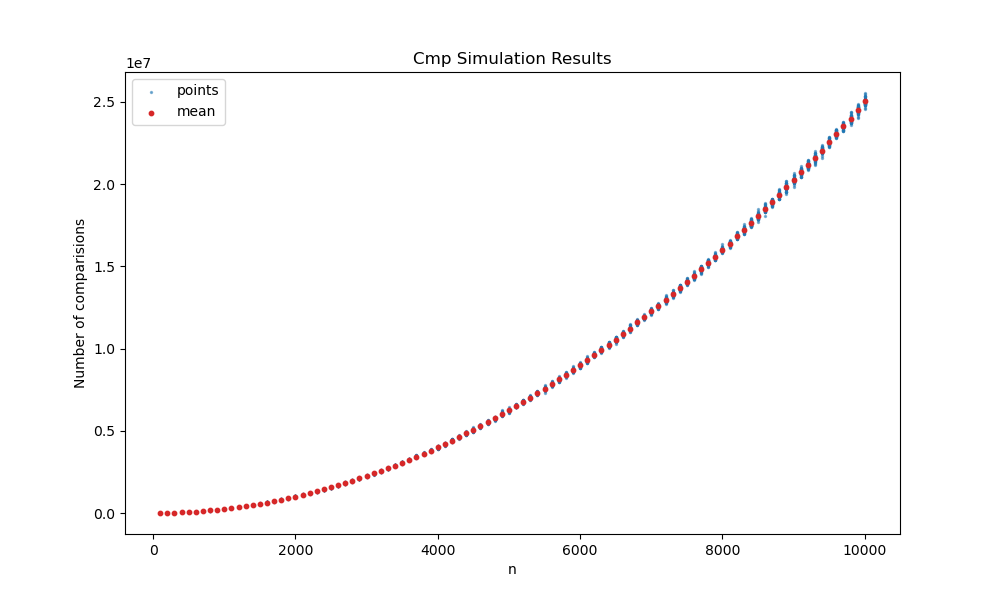 Cmp Simulation Results
1e7
points
mean
2.5
2.0
1.5
1.0
0.5
0.0
Number of comparisions
0 2000 4000 6000 8000 10000
n